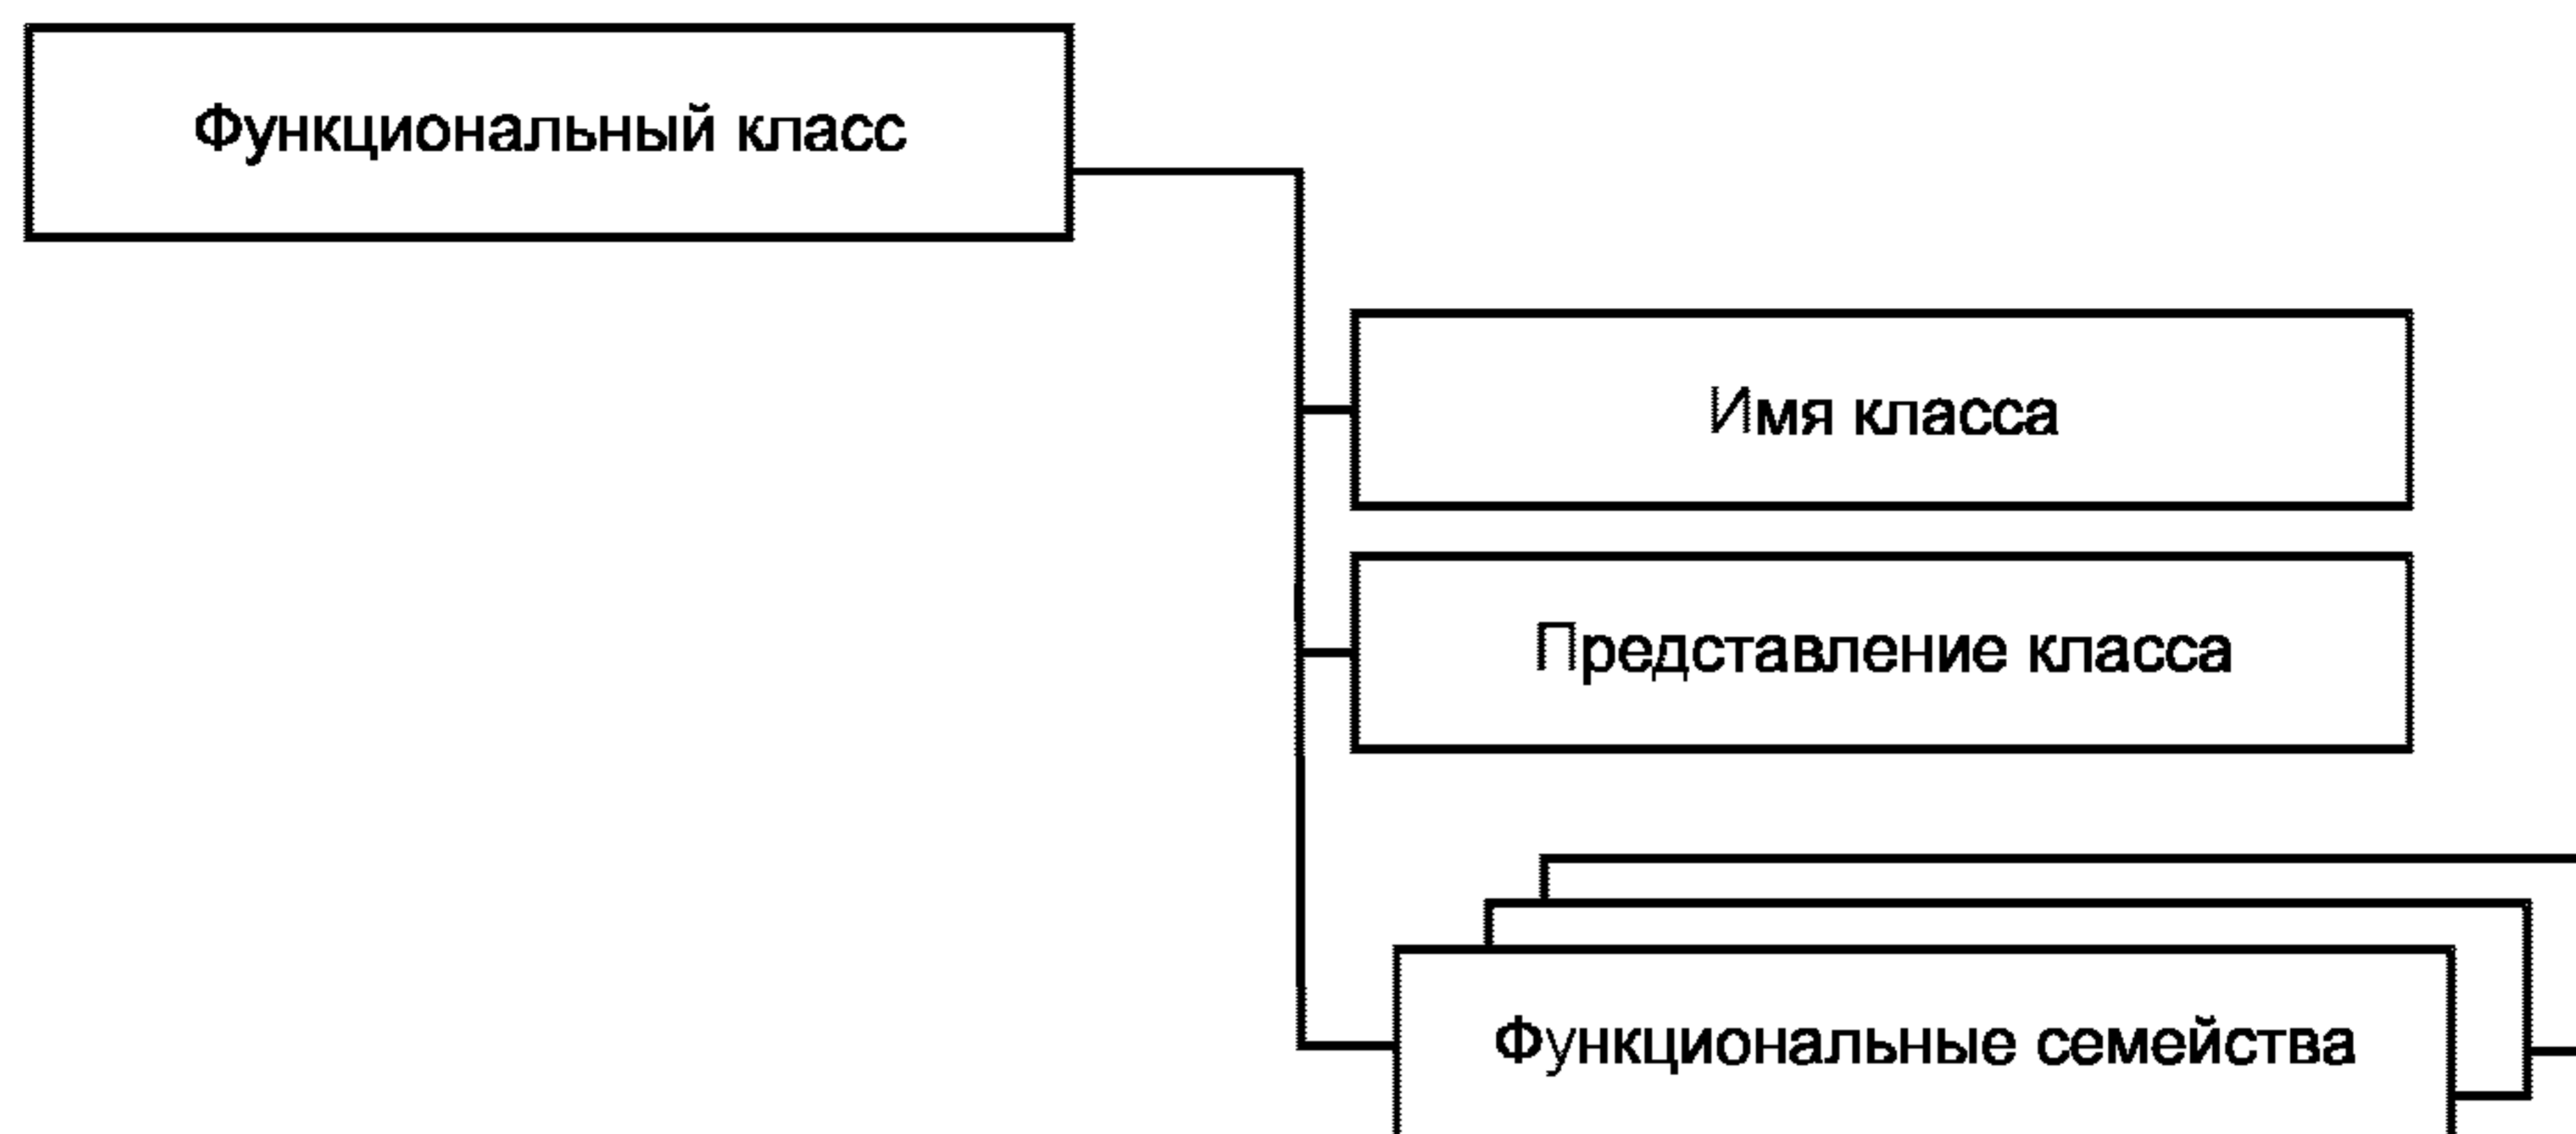 Функциональный класс
Имя класса
Представление класса
Функциональные семейства